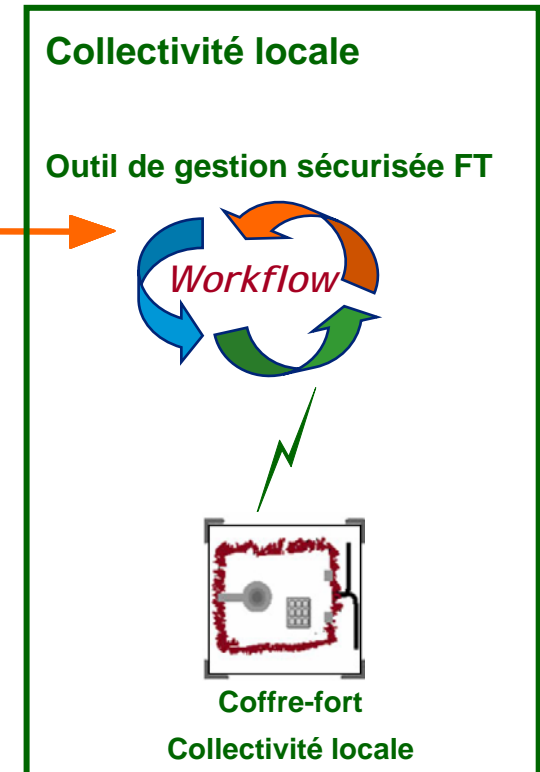 Collectivité locale
Outil de gestion sécurisée FT
Workflow
Coffre-fort
Collectivité locale